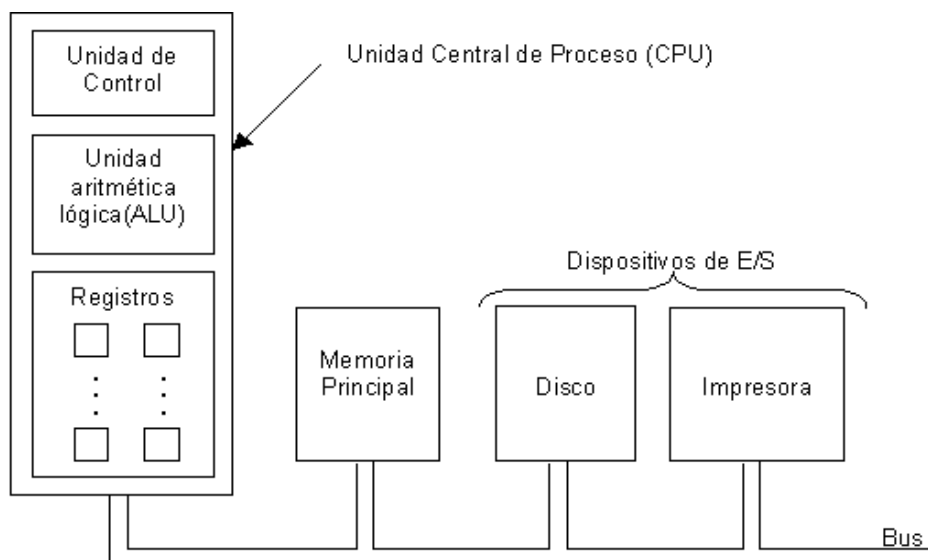 Unidad de
Control
Unidad Central de Proceso (CPU)
Unidad
aritmética
lógica(ALU)
Registros
Dispositivos de E/S
Memoria
Principal
Disco
Impresora
Bus